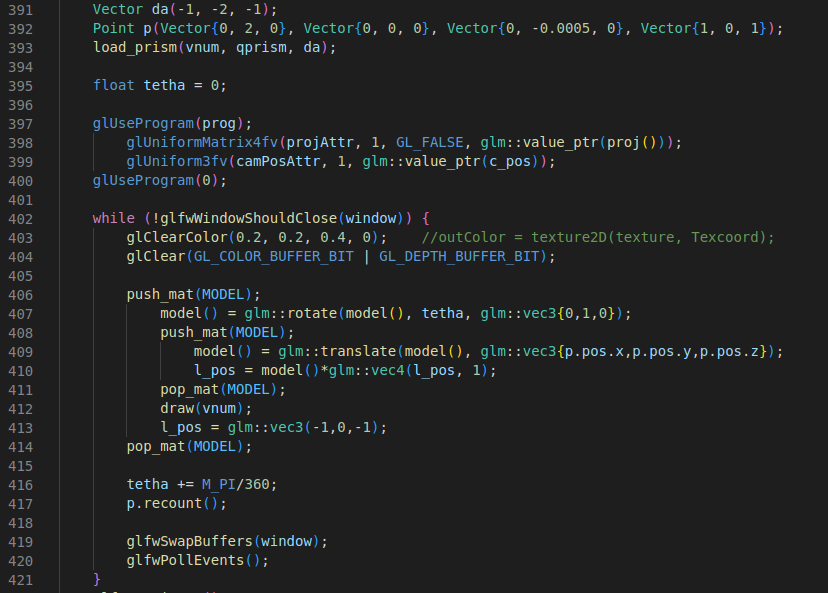 391 Vector da(-1, -2, -1);
392 Point p(Vector{0, 2, 0}, Vector{0, 0, 0}, Vector{0, -0.0005, 0}, Vector{1, 0, 1});
393 load_prism(vnum, qprism, da);
394
395 float tetha = 0;
396
397 glUseProgram(prog);
398 glUniformMatrix4fv(projAttr, 1, GL_FALSE, glm::value_ptr(proj()));
399 glUniform3fv(camPosAttr, 1, glm::value_ptr(c_pos));
400 glUseProgram(0);
401
402 while (!glfwWindowShouldClose(window)) {
403 glClearColor(0.2, 0.2, 0.4, 0); //outColor = texture2D(texture, Texcoord);
404 glClear(GL_COLOR_BUFFER_BIT | GL_DEPTH_BUFFER_BIT);
405
406 push_mat(MODEL);
407 model() = glm::rotate(model(), tetha, glm::vec3{0,1,0});
408 push_mat(MODEL);
409 model() = glm::translate(model(), glm::vec3{p.pos.x,p.pos.y,p.pos.z});
410 l_pos = model()*glm::vec4(l_pos, 1);
411 pop_mat(MODEL);
412 draw(vnum);
413 l_pos = glm::vec3(-1,0,-1);
414 pop_mat(MODEL);
415
416 tetha += M_PI/360;
417 p.recount();
418
419 glfwSwapBuffers(window);
420 glfwPollEvents();
421 }